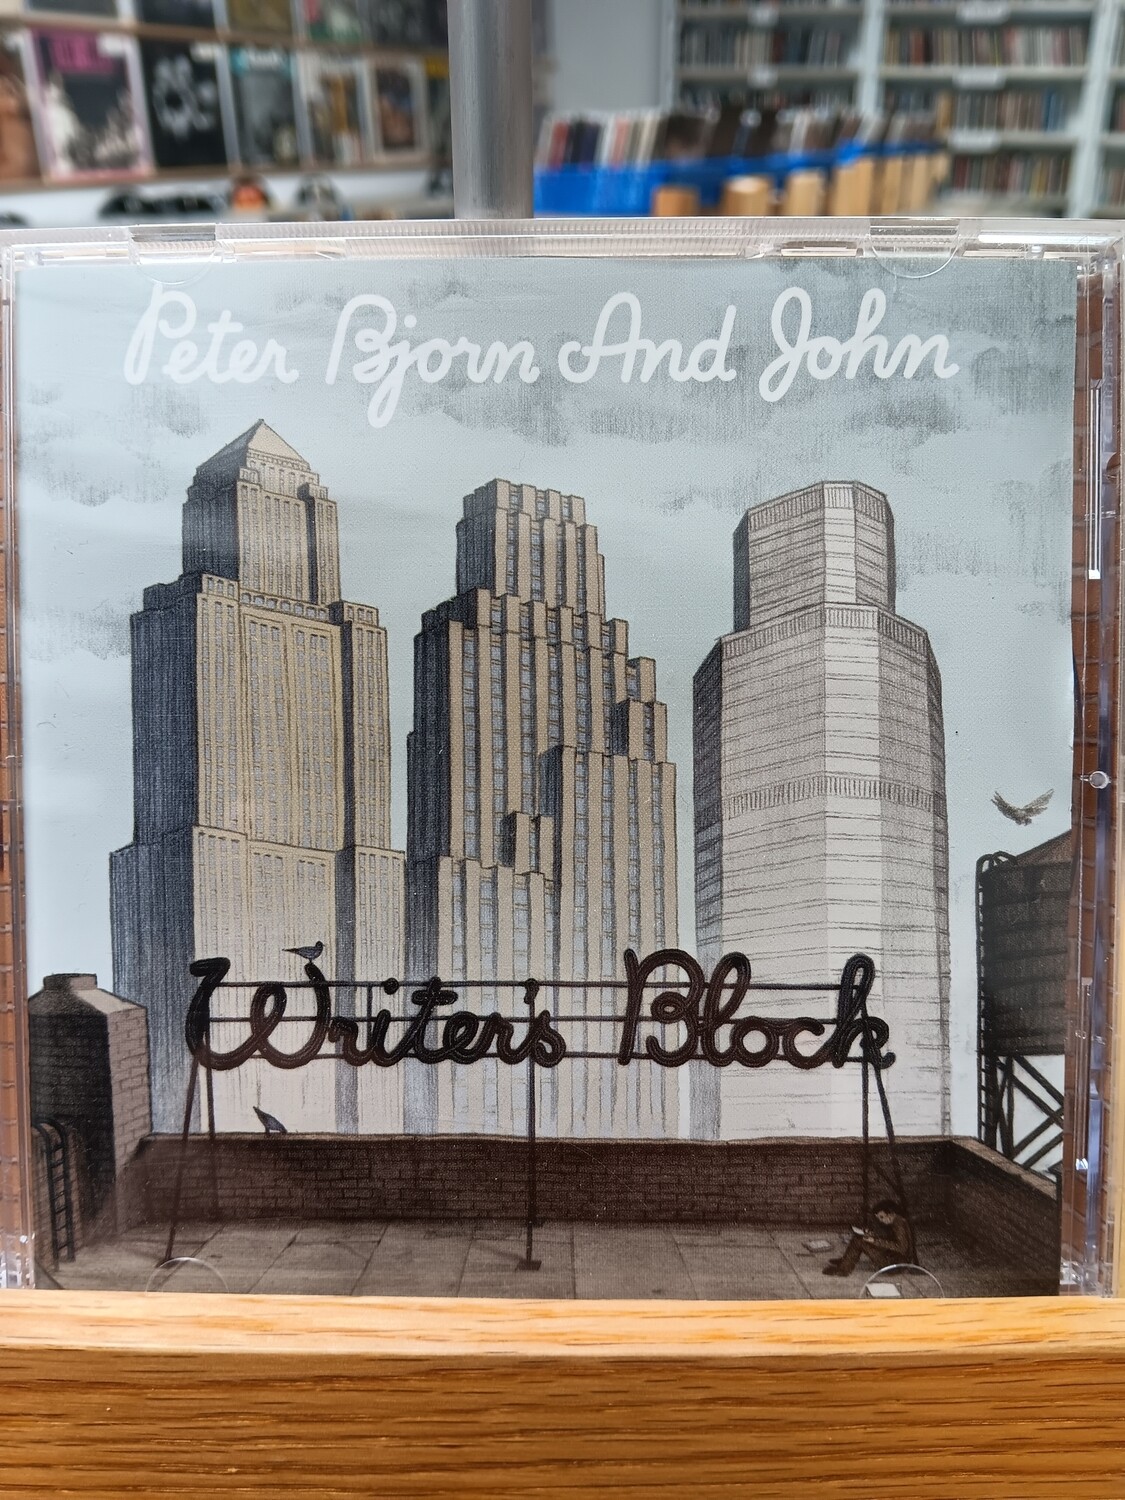 Peter Bjorn And John
Writer's Block